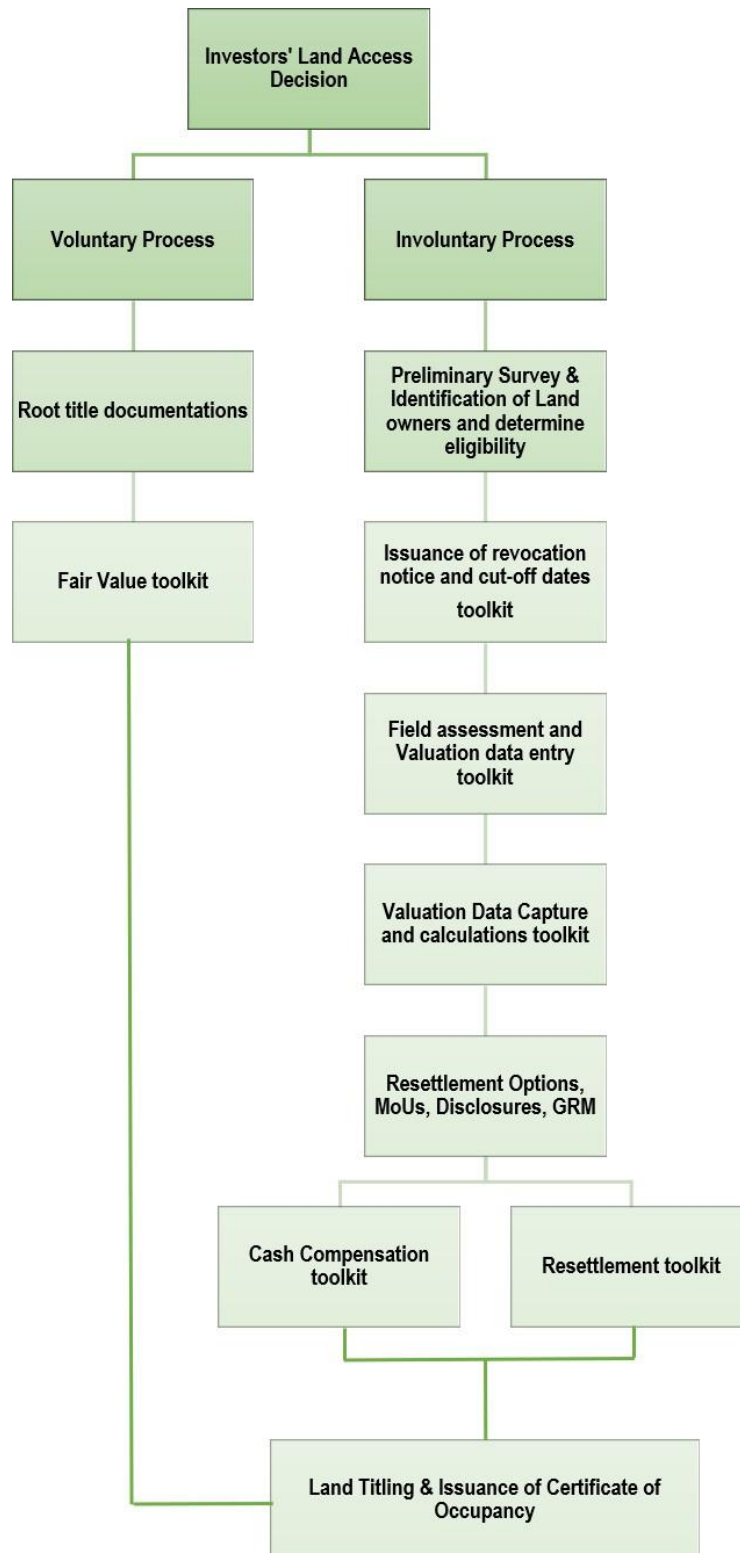 Investors' Land Access
Decision
Voluntary Process
Involuntary Process
Root title documentations
Preliminary Survey &
Identification of Land
owners and determine
eligibility
Fair Value toolkit
Issuance of revocation
notice and cut-off dates
toolkit
Field assessment and
Valuation data entry
toolkit
Valuation Data Capture
and calculations toolkit
Resettlement Options,
MoUs, Disclosures, GRM
Cash Compensation
toolkit
Resettlement toolkit
Land Titling & Issuance of Certificate of
Occupancy